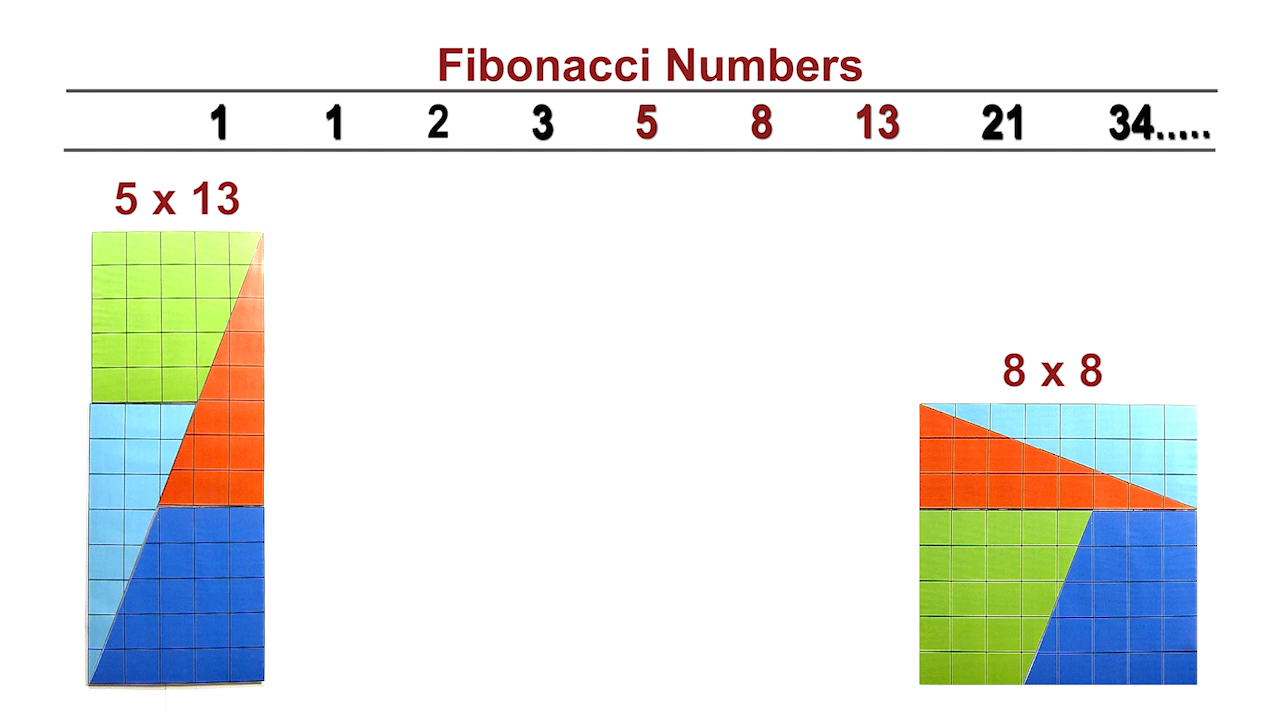 Fibonacci Numbers
1 1 2 3 5 8 13 21 34.....
5 x 13
8 x 8